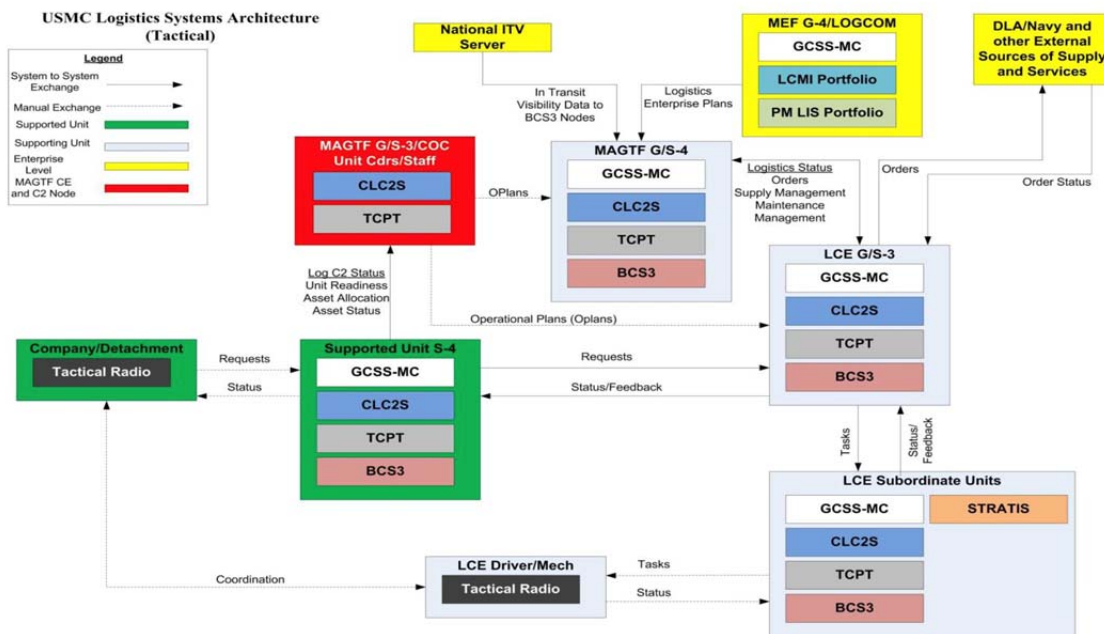 USMC Logistics Systems Architecture
(Tactical)
Legend
System to System
Exchange
Manual Exchange
Supported Unit
Supporting Unit
Enterprise
Level
MAGTF CE
and C2 Node
National ITV
Server
MEF G-4/LOGCOM
GCSS-MC
LCMI Portfolio
PM LIS Portfolio
DLA/Navy and
other External
Sources of Supply
and Services
In Transit
Visibility Data to
BCS3 Nodes
Logistics
Enterprise Plans
MAGTF G/S-3/COC
Unit Cdrs/Staff
CLC2S
TCPT
OPlans
MAGTF G/S-4
GCSS-MC
CLC2S
TCPT
BCS3
Logistics Status
Orders
Supply Management
Maintenance
Management
Orders
Order Status
Log C2 Status
Unit Readiness
Asset Allocation
Asset Status
Operational Plans (Oplans)
LCE G/S-3
GCSS-MC
CLC2S
TCPT
BCS3
Company/Detachment
Tactical Radio
Requests
Status
Supported Unit S-4
GCSS-MC
CLC2S
TCPT
BCS3
Requests
Status/Feedback
Tasks
Status/
Feedback
LCE Subordinate Units
GCSS-MC
STRATIS
CLC2S
TCPT
BCS3
Coordination
LCE Driver/Mech
Tactical Radio
Tasks
Status